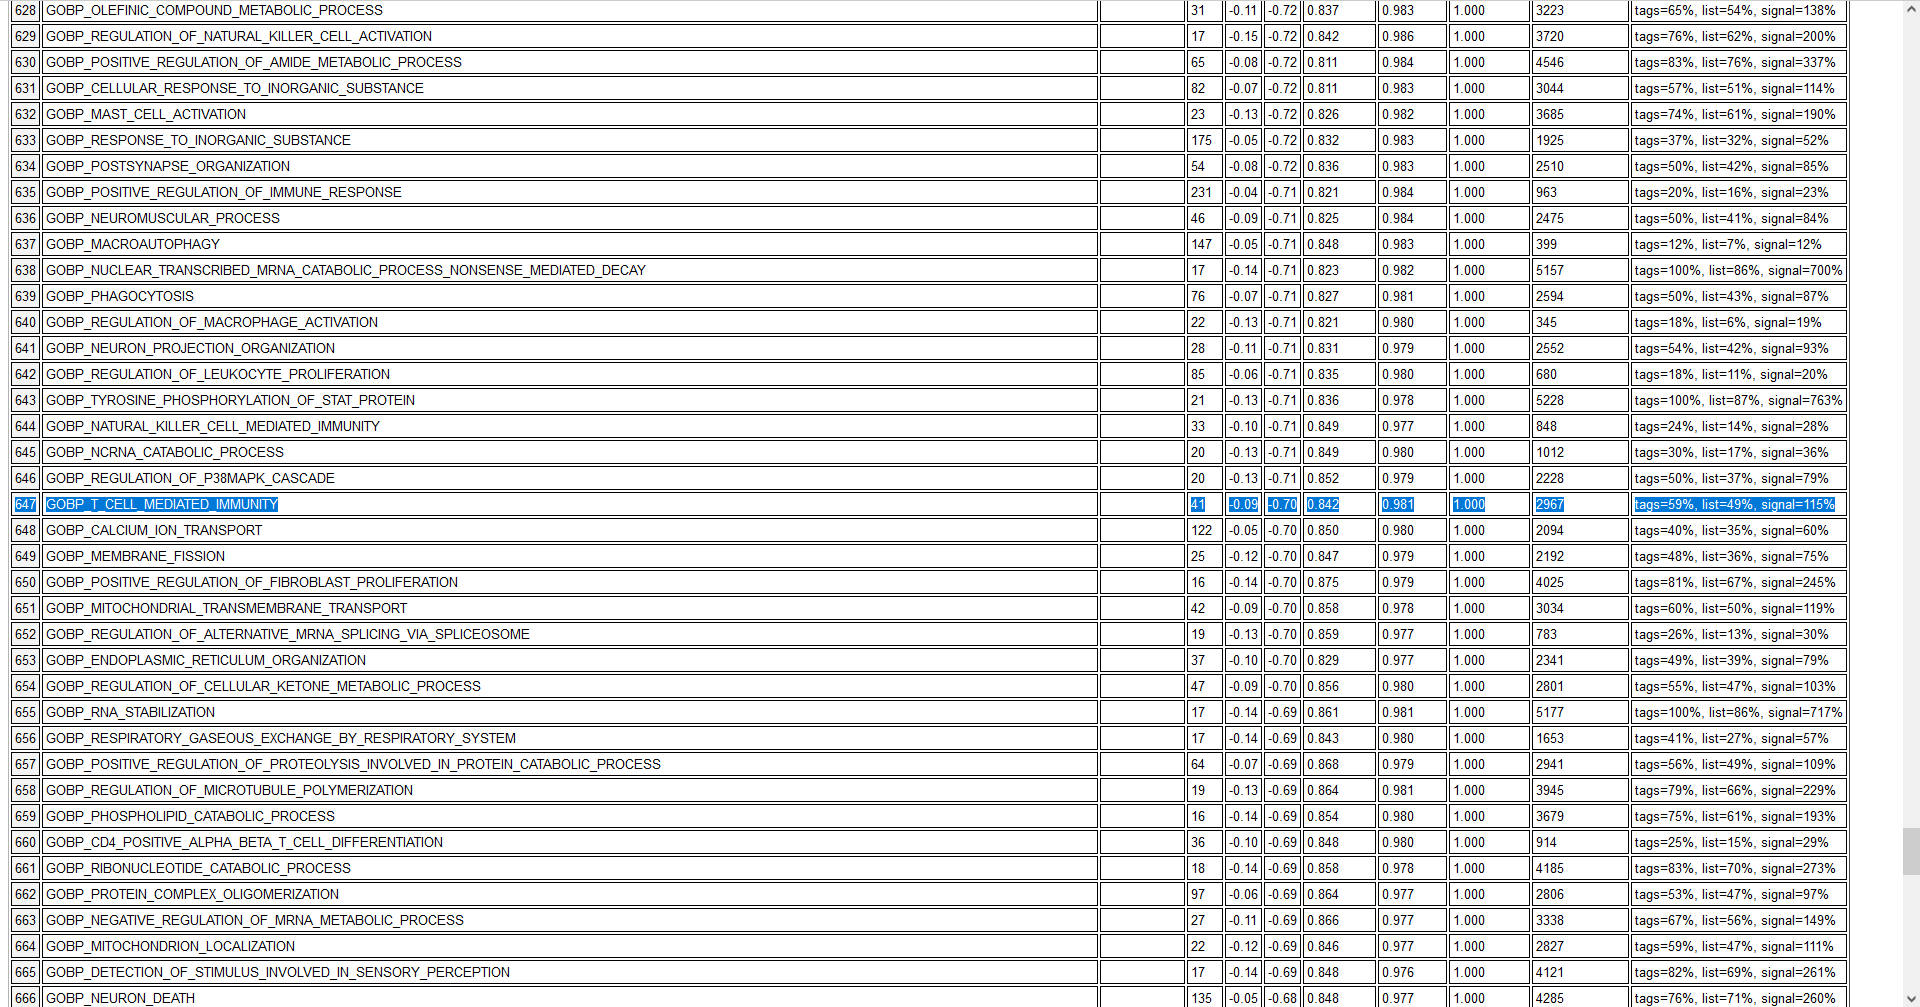 628 GOBP_OLEFINIC_COMPOUND_METABOLIC_PROCESS 31 -0.11 -0.72 0.837 0.983 1.000 3223 tags=65%, list=54%, signal=138%
629 GOBP_REGULATION_OF_NATURAL_KILLER_CELL_ACTIVATION 17 -0.15 -0.72 0.842 0.986 1.000 3720 tags=76%, list=62%, signal=200%
630 GOBP_POSITIVE_REGULATION_OF_AMIDE_METABOLIC_PROCESS 65 -0.08 -0.72 0.811 0.984 1.000 4546 tags=83%, list=76%, signal=337%
631 GOBP_CELLULAR_RESPONSE_TO_INORGANIC_SUBSTANCE 82 -0.07 -0.72 0.811 0.983 1.000 3044 tags=57%, list=51%, signal=114%
632 GOBP_MAST_CELL_ACTIVATION 23 -0.13 -0.72 0.826 0.982 1.000 3685 tags=74%, list=61%, signal=190%
633 GOBP_RESPONSE_TO_INORGANIC_SUBSTANCE 175 -0.05 -0.72 0.832 0.983 1.000 1925 tags=37%, list=32%, signal=52%
634 GOBP_POSTSYNAPSE_ORGANIZATION 54 -0.08 -0.72 0.836 0.983 1.000 2510 tags=50%, list=42%, signal=85%
635 GOBP_POSITIVE_REGULATION_OF_IMMUNE_RESPONSE 231 -0.04 -0.71 0.821 0.984 1.000 963 tags=20%, list=16%, signal=23%
636 GOBP_NEUROMUSCULAR_PROCESS 46 -0.09 -0.71 0.825 0.984 1.000 2475 tags=50%, list=41%, signal=84%
637 GOBP_MACROAUTOPHAGY 147 -0.05 -0.71 0.848 0.983 1.000 399 tags=12%, list=7%, signal=12%
638 GOBP_NUCLEAR_TRANSCRIBED_MRNA_CATABOLIC_PROCESS_NONSENSE_MEDIATED_DECAY 17 -0.14 -0.71 0.823 0.982 1.000 5157 tags=100%, list=86%, signal=700%
639 GOBP_PHAGOCYTOSIS 76 -0.07 -0.71 0.827 0.981 1.000 2594 tags=50%, list=43%, signal=87%
640 GOBP_REGULATION_OF_MACROPHAGE_ACTIVATION 22 -0.13 -0.71 0.821 0.980 1.000 345 tags=18%, list=6%, signal=19%
641 GOBP_NEURON_PROJECTION_ORGANIZATION 28 -0.11 -0.71 0.831 0.979 1.000 2552 tags=54%, list=42%, signal=93%
642 GOBP_REGULATION_OF_LEUKOCYTE_PROLIFERATION 85 -0.06 -0.71 0.835 0.980 1.000 680 tags=18%, list=11%, signal=20%
643 GOBP_TYROSINE_PHOSPHORYLATION_OF_STAT_PROTEIN 21 -0.13 -0.71 0.836 0.978 1.000 5228 tags=100%, list=87%, signal=763%
644 GOBP_NATURAL_KILLER_CELL_MEDIATED_IMMUNITY 33 -0.10 -0.71 0.849 0.977 1.000 848 tags=24%, list=14%, signal=28%
645 GOBP_NCRNA_CATABOLIC_PROCESS 20 -0.13 -0.71 0.849 0.980 1.000 1012 tags=30%, list=17%, signal=36%
646 GOBP_REGULATION_OF_P38MAPK_CASCADE 20 -0.13 -0.71 0.852 0.979 1.000 2228 tags=50%, list=37%, signal=79%
647 GOBP_T_CELL_MEDIATED_IMMUNITY 41 -0.09 -0.70 0.842 0.981 1.000 2967 tags=59%, list=49%, signal=115%
648 GOBP_CALCIUM_ION_TRANSPORT 122 -0.05 -0.70 0.850 0.980 1.000 2094 tags=40%, list=35%, signal=60%
649 GOBP_MEMBRANE_FISSION 25 -0.12 -0.70 0.847 0.979 1.000 2192 tags=48%, list=36%, signal=75%
650 GOBP_POSITIVE_REGULATION_OF_FIBROBLAST_PROLIFERATION 16 -0.14 -0.70 0.875 0.979 1.000 4025 tags=81%, list=67%, signal=245%
651 GOBP_MITOCHONDRIAL_TRANSMEMBRANE_TRANSPORT 42 -0.09 -0.70 0.858 0.978 1.000 3034 tags=60%, list=50%, signal=119%
652 GOBP_REGULATION_OF_ALTERNATIVE_MRNA_SPLICING_VIA_SPLICEOSOME 19 -0.13 -0.70 0.859 0.977 1.000 783 tags=26%, list=13%, signal=30%
653 GOBP_ENDOPLASMIC_RETICULUM_ORGANIZATION 37 -0.10 -0.70 0.829 0.977 1.000 2341 tags=49%, list=39%, signal=79%
654 GOBP_REGULATION_OF_CELLULAR_KETONE_METABOLIC_PROCESS 47 -0.09 -0.70 0.856 0.980 1.000 2801 tags=55%, list=47%, signal=103%
655 GOBP_RNA_STABILIZATION 17 -0.14 -0.69 0.861 0.981 1.000 5177 tags=100%, list=86%, signal=717%
656 GOBP_RESPIRATORY_GASEOUS_EXCHANGE_BY_RESPIRATORY_SYSTEM 17 -0.14 -0.69 0.843 0.980 1.000 1653 tags=41%, list=27%, signal=57%
657 GOBP_POSITIVE_REGULATION_OF_PROTEOLYSIS_INVOLVED_IN_PROTEIN_CATABOLIC_PROCESS 64 -0.07 -0.69 0.868 0.979 1.000 2941 tags=56%, list=49%, signal=109%
658 GOBP_REGULATION_OF_MICROTUBULE_POLYMERIZATION 19 -0.13 -0.69 0.864 0.981 1.000 3945 tags=79%, list=66%, signal=229%
659 GOBP_PHOSPHOLIPID_CATABOLIC_PROCESS 16 -0.14 -0.69 0.854 0.980 1.000 3679 tags=75%, list=61%, signal=193%
660 GOBP_CD4_POSITIVE_ALPHA_BETA_T_CELL_DIFFERENTIATION 36 -0.10 -0.69 0.848 0.980 1.000 914 tags=25%, list=15%, signal=29%
661 GOBP_RIBONUCLEOTIDE_CATABOLIC_PROCESS 18 -0.14 -0.69 0.858 0.978 1.000 4185 tags=83%, list=70%, signal=273%
662 GOBP_PROTEIN_COMPLEX_OLIGOMERIZATION 97 -0.06 -0.69 0.864 0.977 1.000 2806 tags=53%, list=47%, signal=97%
663 GOBP_NEGATIVE_REGULATION_OF_MRNA_METABOLIC_PROCESS 27 -0.11 -0.69 0.866 0.977 1.000 3338 tags=67%, list=56%, signal=149%
664 GOBP_MITOCHONDRION_LOCALIZATION 22 -0.12 -0.69 0.846 0.977 1.000 2827 tags=59%, list=47%, signal=111%
665 GOBP_DETECTION_OF_STIMULUS_INVOLVED_IN_SENSORY_PERCEPTION 17 -0.14 -0.69 0.848 0.976 1.000 4121 tags=82%, list=69%, signal=261%
666 GOBP_NEURON_DEATH 135 -0.05 -0.68 0.848 0.977 1.000 4285 tags=76%, list=71%, signal=260%